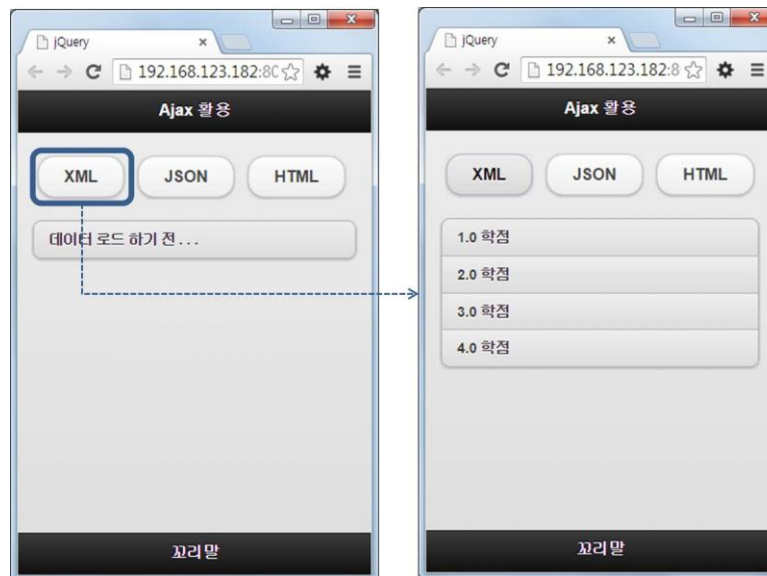 jQuery
192.168.123.182:80
Ajax 활용
XML JSON HTML
데이터 로드 하기 전 . . .
꼬리말
jQuery
192.168.123.182:8
Ajax 활용
XML JSON HTML
1.0 학점
2.0 학점
3.0 학점
4.0 학점
꼬리말